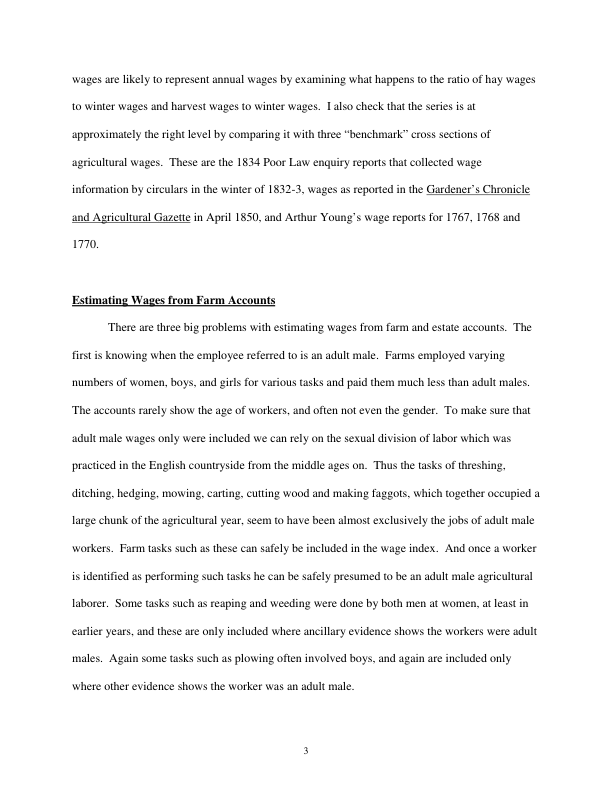 wages are likely to represent annual wages by examining what happens to the ratio of hay wages
to winter wages and harvest wages to winter wages.  I also check that the series is at
approximately the right level by comparing it with three “benchmark” cross sections of
agricultural wages.  These are the 1834 Poor Law enquiry reports that collected wage
information by circulars in the winter of 1832-3, wages as reported in the Gardener’s Chronicle
and Agricultural Gazette in April 1850, and Arthur Young’s wage reports for 1767, 1768 and
1770.
Estimating Wages from Farm Accounts
There are three big problems with estimating wages from farm and estate accounts.  The
first is knowing when the employee referred to is an adult male.  Farms employed varying
numbers of women, boys, and girls for various tasks and paid them much less than adult males.
The accounts rarely show the age of workers, and often not even the gender.  To make sure that
adult male wages only were included we can rely on the sexual division of labor which was
practiced in the English countryside from the middle ages on.  Thus the tasks of threshing,
ditching, hedging, mowing, carting, cutting wood and making faggots, which together occupied a
large chunk of the agricultural year, seem to have been almost exclusively the jobs of adult male
workers.  Farm tasks such as these can safely be included in the wage index.  And once a worker
is identified as performing such tasks he can be safely presumed to be an adult male agricultural
laborer.  Some tasks such as reaping and weeding were done by both men at women, at least in
earlier years, and these are only included where ancillary evidence shows the workers were adult
males.  Again some tasks such as plowing often involved boys, and again are included only
where other evidence shows the worker was an adult male.
3